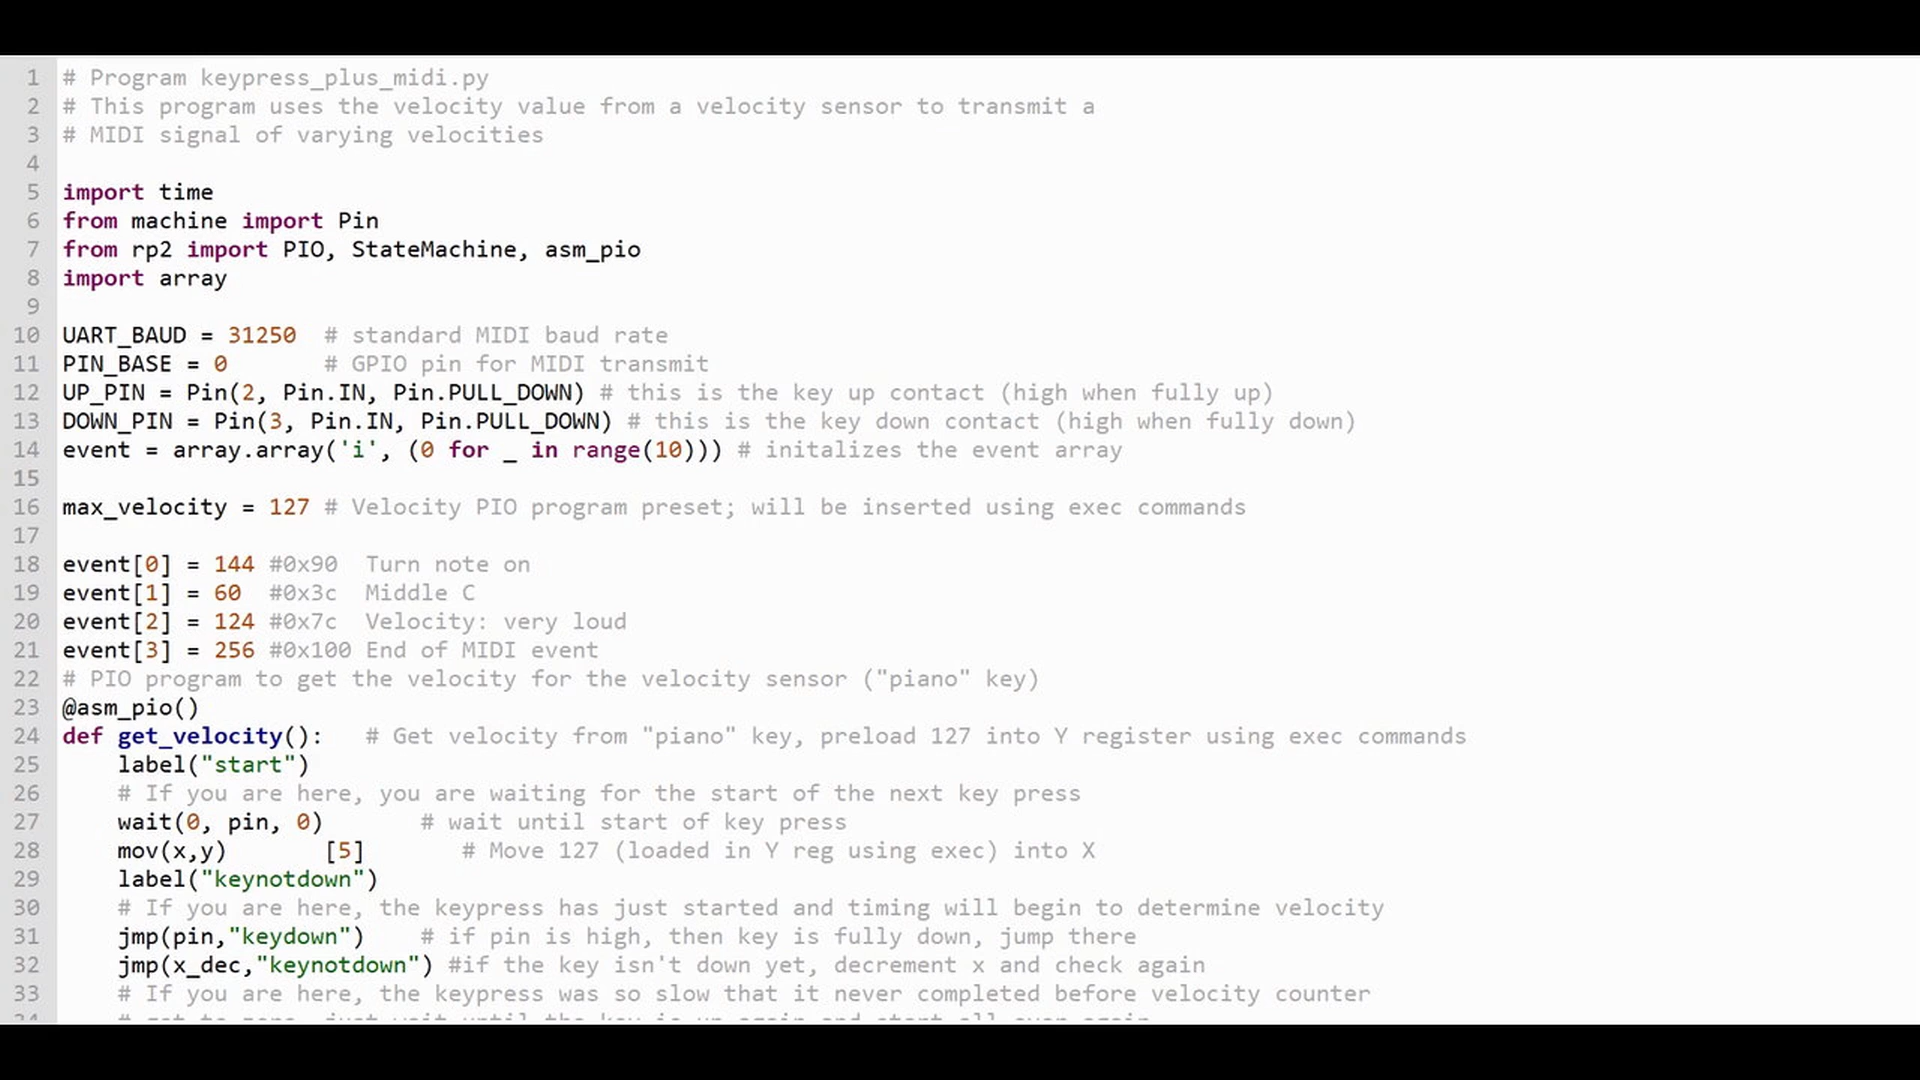 1 # Program keypress_plus_midi.py
2 # This program uses the velocity value from a velocity sensor to transmit a
3 # MIDI signal of varying velocities
4
5 import time
6 from machine import Pin
7 from rp2 import PIO, StateMachine, asm_pio
8 import array
9
10 UART_BAUD = 31250  # standard MIDI baud rate
11 PIN_BASE = 0       # GPIO pin for MIDI transmit
12 UP_PIN = Pin(2, Pin.IN, Pin.PULL_DOWN) # this is the key up contact (high when fully up)
13 DOWN_PIN = Pin(3, Pin.IN, Pin.PULL_DOWN) # this is the key down contact (high when fully down)
14 event = array.array('i', (0 for _ in range(10))) # initalizes the event array
15
16 max_velocity = 127 # Velocity PIO program preset; will be inserted using exec commands
17
18 event[0] = 144 #0x90  Turn note on
19 event[1] = 60  #0x3c  Middle C
20 event[2] = 124 #0x7c  Velocity: very loud
21 event[3] = 256 #0x100 End of MIDI event
22 # PIO program to get the velocity for the velocity sensor ("piano" key)
23 @asm_pio()
24 def get_velocity():   # Get velocity from "piano" key, preload 127 into Y register using exec commands
25     label("start")
26     # If you are here, you are waiting for the start of the next key press
27     wait(0, pin, 0)       # wait until start of key press
28     mov(x,y)       [5]       # Move 127 (loaded in Y reg using exec) into X
29     label("keynotdown")
30     # If you are here, the keypress has just started and timing will begin to determine velocity
31     jmp(pin,"keydown")    # if pin is high, then key is fully down, jump there
32     jmp(x_dec,"keynotdown") #if the key isn't down yet, decrement x and check again
33     # If you are here, the keypress was so slow that it never completed before velocity counter